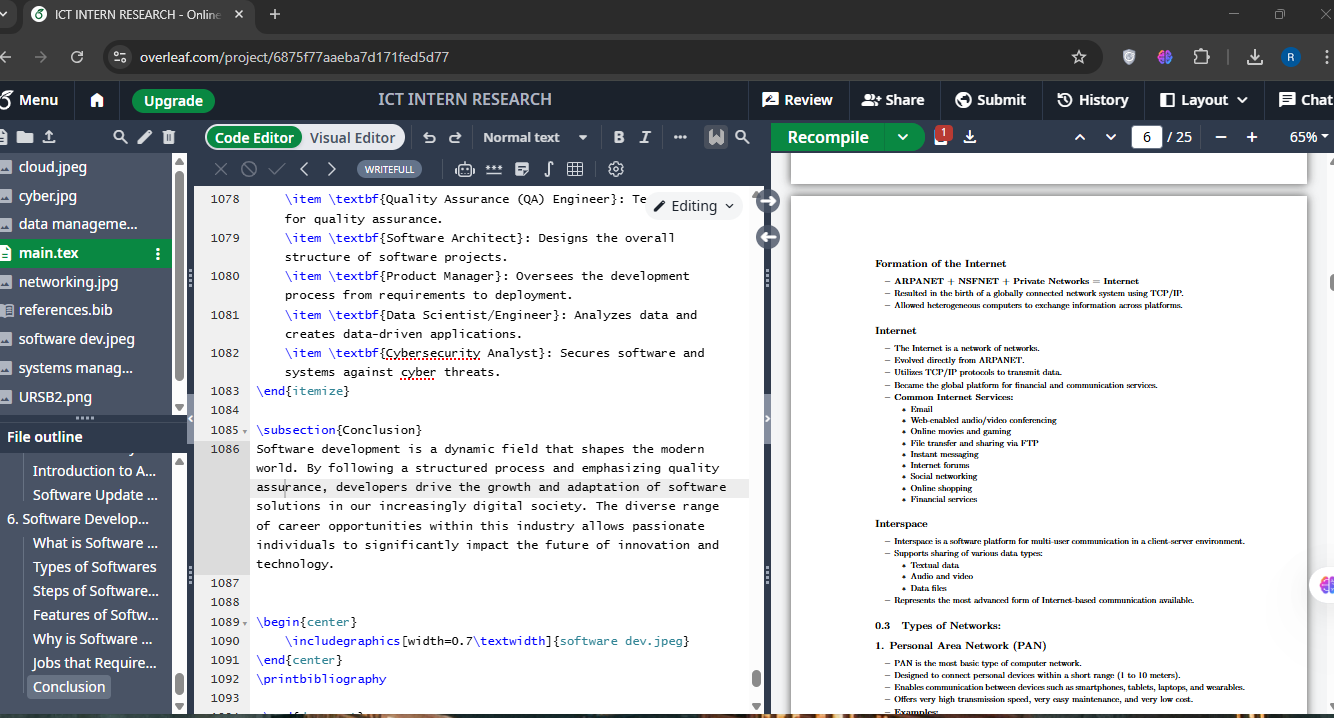 ICT INTERN RESEARCH - Online
overleaf.com/project/6875f77aaeba7d171fed5d77
R
Menu
Upgrade
ICT INTERN RESEARCH
Review
Share
Submit
History
Layout
Chat
Code Editor
Visual Editor
Normal text
B
I
Recompile
1
6 / 25
65%
WRITEFULL
Editing
cloud.jpeg
cyber.jpg
data manageme...
main.tex
networking.jpg
references.bib
software dev.jpeg
systems manag...
URSB2.png
File outline
Introduction to A...
Software Update ...
6. Software Develop...
What is Software ...
Types of Softwares
Steps of Software...
Features of Softw...
Why is Software ...
Jobs that Require...
Conclusion
1078 \item \textbf{Quality Assurance (QA) Engineer}: Te
for quality assurance.
1079 \item \textbf{Software Architect}: Designs the overall
structure of software projects.
1080 \item \textbf{Product Manager}: Oversees the development
process from requirements to deployment.
1081 \item \textbf{Data Scientist/Engineer}: Analyzes data and
creates data-driven applications.
1082 \item \textbf{Cybersecurity Analyst}: Secures software and
systems against cyber threats.
1083 \end{itemize}
1084
1085 \subsection{Conclusion}
1086 Software development is a dynamic field that shapes the modern
world. By following a structured process and emphasizing quality
assurance, developers drive the growth and adaptation of software
solutions in our increasingly digital society. The diverse range
of career opportunities within this industry allows passionate
individuals to significantly impact the future of innovation and
technology.
1087
1088
1089 \begin{center}
1090 \includegraphics[width=0.7\textwidth]{software dev.jpeg}
1091 \end{center}
1092 \printbibliography
1093
Formation of the Internet
– ARPANET + NSFNET + Private Networks = Internet
– Resulted in the birth of a globally connected network system using TCP/IP.
– Allowed heterogeneous computers to exchange information across platforms.
Internet
– The Internet is a network of networks.
– Evolved directly from ARPANET.
– Utilizes TCP/IP protocols to transmit data.
– Became the global platform for financial and communication services.
– Common Internet Services:
• Email
• Web-enabled audio/video conferencing
• Online movies and gaming
• File transfer and sharing via FTP
• Instant messaging
• Internet forums
• Social networking
• Online shopping
• Financial services
Interspace
– Interspace is a software platform for multi-user communication in a client-server environment.
– Supports sharing of various data types:
• Textual data
• Audio and video
• Data files
– Represents the most advanced form of Internet-based communication available.
0.3 Types of Networks:
1. Personal Area Network (PAN)
– PAN is the most basic type of computer network.
– Designed to connect personal devices within a short range (1 to 10 meters).
– Enables communication between devices such as smartphones, tablets, laptops, and wearables.
– Offers very high transmission speed, very easy maintenance, and very low cost.
– Examples: